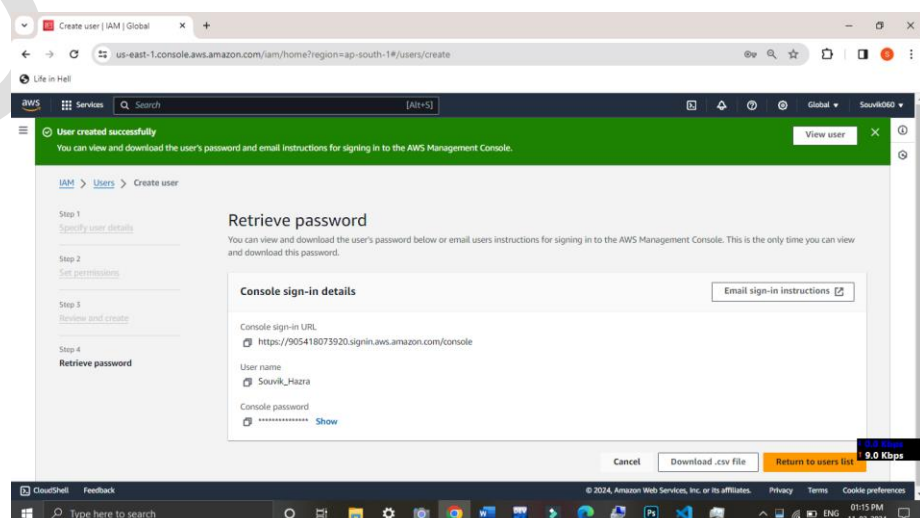 Create user | IAM | Global
us-east-1.console.aws.amazon.com/iam/home?region=ap-south-1#/users/create
Life in Hell
aws Services Search [Alt+S] Global Souvik060
User created successfully
You can view and download the user's password and email instructions for signing in to the AWS Management Console.
View user
IAM > Users > Create user
Step 1
Specify user details
Step 2
Set permissions
Step 3
Review and create
Step 4
Retrieve password
Retrieve password
You can view and download the user's password below or email users instructions for signing in to the AWS Management Console. This is the only time you can view
and download this password.
Console sign-in details
Email sign-in instructions
Console sign-in URL
https://905418073920.signin.aws.amazon.com/console
User name
Souvik_Hazra
Console password
*************** Show
Cancel Download .csv file Return to users list
9.0 Kbps
CloudShell Feedback © 2024, Amazon Web Services, Inc. or its affiliates. Privacy Terms Cookie preferences
Type here to search ENG 01:15 PM